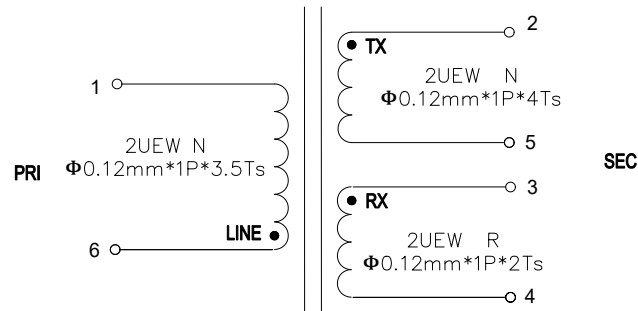 1
2UEW N
Φ0.12mm*1P*3.5Ts
PRI
LINE
6
TX
2
2UEW N
Φ0.12mm*1P*4Ts
5
SEC
RX
3
2UEW R
Φ0.12mm*1P*2Ts
4